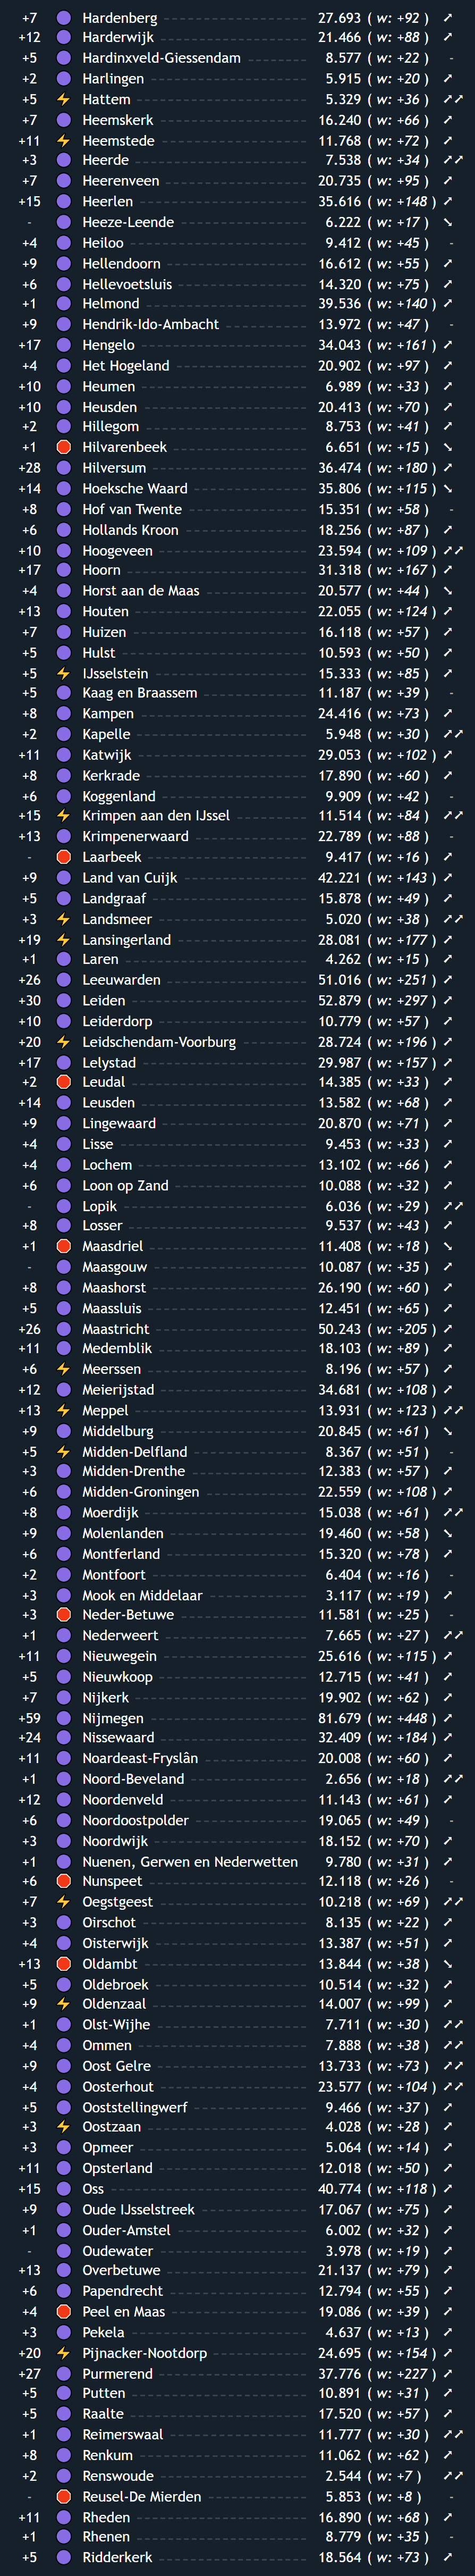 +7 Hardenberg 27.693 ( w: +92 ) ↗
+12 Harderwijk 21.466 ( w: +88 ) ↗
+5 Hardinxveld-Giessendam 8.577 ( w: +22 ) -
+2 Harlingen 5.915 ( w: +20 ) ↗
+5 Hattem 5.329 ( w: +36 ) ↗↗
+7 Heemskerk 16.240 ( w: +66 ) ↗
+11 Heemstede 11.768 ( w: +72 ) ↗
+3 Heerde 7.538 ( w: +34 ) ↗↗
+7 Heerenveen 20.735 ( w: +95 ) ↗
+15 Heerlen 35.616 ( w: +148 ) ↗
- Heeze-Leende 6.222 ( w: +17 ) ↘
+4 Heiloo 9.412 ( w: +45 ) -
+9 Hellendoorn 16.612 ( w: +55 ) ↗
+6 Hellevoetsluis 14.320 ( w: +75 ) ↗
+1 Helmond 39.536 ( w: +140 ) ↗
+9 Hendrik-Ido-Ambacht 13.972 ( w: +47 ) -
+17 Hengelo 34.043 ( w: +161 ) ↗
+4 Het Hogeland 20.902 ( w: +97 ) ↗
+10 Heumen 6.989 ( w: +33 ) ↗
+10 Heusden 20.413 ( w: +70 ) ↗
+2 Hillegom 8.753 ( w: +41 ) ↗
+1 Hilvarenbeek 6.651 ( w: +15 ) ↘
+28 Hilversum 36.474 ( w: +180 ) ↗
+14 Hoeksche Waard 35.806 ( w: +115 ) ↘
+8 Hof van Twente 15.351 ( w: +58 ) -
+6 Hollands Kroon 18.256 ( w: +87 ) ↗
+10 Hoogeveen 23.594 ( w: +109 ) ↗↗
+17 Hoorn 31.318 ( w: +167 ) ↗
+4 Horst aan de Maas 20.577 ( w: +44 ) ↘
+13 Houten 22.055 ( w: +124 ) ↗
+7 Huizen 16.118 ( w: +57 ) ↗
+5 Hulst 10.593 ( w: +50 ) ↗
+5 IJsselstein 15.333 ( w: +85 ) ↗
+5 Kaag en Braassem 11.187 ( w: +39 ) -
+8 Kampen 24.416 ( w: +73 ) ↗
+2 Kapelle 5.948 ( w: +30 ) ↗↗
+11 Katwijk 29.053 ( w: +102 ) ↗
+8 Kerkrade 17.890 ( w: +60 ) ↗
+6 Koggenland 9.909 ( w: +42 ) -
+15 Krimpen aan den IJssel 11.514 ( w: +84 ) ↗↗
+13 Krimpenerwaard 22.789 ( w: +88 ) -
- Laarbeek 9.417 ( w: +16 ) ↗
+9 Land van Cuijk 42.221 ( w: +143 ) ↗
+5 Landgraaf 15.878 ( w: +49 ) ↗
+3 Landsmeer 5.020 ( w: +38 ) ↗↗
+19 Lansingerland 28.081 ( w: +177 ) ↗
+1 Laren 4.262 ( w: +15 ) ↗
+26 Leeuwarden 51.016 ( w: +251 ) ↗
+30 Leiden 52.879 ( w: +297 ) ↗
+10 Leiderdorp 10.779 ( w: +57 ) ↗
+20 Leidschendam-Voorburg 28.724 ( w: +196 ) ↗
+17 Lelystad 29.987 ( w: +157 ) ↗
+2 Leudal 14.385 ( w: +33 ) ↗
+14 Leusden 13.582 ( w: +68 ) ↗
+9 Lingewaard 20.870 ( w: +71 ) ↗
+4 Lisse 9.453 ( w: +33 ) ↗
+4 Lochem 13.102 ( w: +66 ) ↗
+6 Loon op Zand 10.088 ( w: +32 ) ↗
- Lopik 6.036 ( w: +29 ) ↗↗
+8 Losser 9.537 ( w: +43 ) ↗
+1 Maasdriel 11.408 ( w: +18 ) ↘
- Maasgouw 10.087 ( w: +35 ) ↗
+8 Maashorst 26.190 ( w: +60 ) ↗
+5 Maassluis 12.451 ( w: +65 ) ↗
+26 Maastricht 50.243 ( w: +205 ) ↗
+11 Medemblik 18.103 ( w: +89 ) ↗
+6 Meerssen 8.196 ( w: +57 ) ↗
+12 Meierijstad 34.681 ( w: +108 ) ↗
+13 Meppel 13.931 ( w: +123 ) ↗↗
+9 Middelburg 20.845 ( w: +61 ) ↘
+5 Midden-Delfland 8.367 ( w: +51 ) -
+3 Midden-Drenthe 12.383 ( w: +57 ) ↗
+6 Midden-Groningen 22.559 ( w: +108 ) ↗
+8 Moerdijk 15.038 ( w: +61 ) ↗↗
+9 Molenlanden 19.460 ( w: +58 ) ↘
+6 Montferland 15.320 ( w: +78 ) ↗
+2 Montfoort 6.404 ( w: +16 ) -
+3 Mook en Middelaar 3.117 ( w: +19 ) ↗
+3 Neder-Betuwe 11.581 ( w: +25 ) -
+1 Nederweert 7.665 ( w: +27 ) ↗↗
+11 Nieuwegein 25.616 ( w: +115 ) ↗
+5 Nieuwkoop 12.715 ( w: +41 ) ↗
+7 Nijkerk 19.902 ( w: +62 ) ↗
+59 Nijmegen 81.679 ( w: +448 ) ↗
+24 Nissewaard 32.409 ( w: +184 ) ↗
+11 Noardeast-Fryslân 20.008 ( w: +60 ) ↗
+1 Noord-Beveland 2.656 ( w: +18 ) ↗↗
+12 Noordenveld 11.143 ( w: +61 ) ↗
+6 Noordoostpolder 19.065 ( w: +49 ) -
+3 Noordwijk 18.152 ( w: +70 ) ↗
+1 Nuenen, Gerwen en Nederwetten 9.780 ( w: +31 ) ↗
+6 Nunspeet 12.118 ( w: +26 ) -
+7 Oegstgeest 10.218 ( w: +69 ) ↗↗
+3 Oirschot 8.135 ( w: +22 ) ↗
+4 Oisterwijk 13.387 ( w: +51 ) ↗
+13 Oldambt 13.844 ( w: +38 ) ↘
+5 Oldebroek 10.514 ( w: +32 ) ↗
+9 Oldenzaal 14.007 ( w: +99 ) ↗
+1 Olst-Wijhe 7.711 ( w: +30 ) ↗↗
+4 Ommen 7.888 ( w: +38 ) ↗↗
+9 Oost Gelre 13.733 ( w: +73 ) ↗↗
+4 Oosterhout 23.577 ( w: +104 ) ↗↗
+5 Ooststellingwerf 9.466 ( w: +37 ) ↗
+3 Oostzaan 4.028 ( w: +28 ) ↗
+3 Opmeer 5.064 ( w: +14 ) ↗
+11 Opsterland 12.018 ( w: +50 ) ↗
+15 Oss 40.774 ( w: +118 ) ↗
+9 Oude IJsselstreek 17.067 ( w: +75 ) ↗
+1 Ouder-Amstel 6.002 ( w: +32 ) ↗
- Oudewater 3.978 ( w: +19 ) ↗
+13 Overbetuwe 21.137 ( w: +79 ) ↗
+6 Papendrecht 12.794 ( w: +55 ) ↗
+4 Peel en Maas 19.086 ( w: +39 ) ↗
+3 Pekela 4.637 ( w: +13 ) ↗
+20 Pijnacker-Nootdorp 24.695 ( w: +154 ) ↗
+27 Purmerend 37.776 ( w: +227 ) ↗
+5 Putten 10.891 ( w: +31 ) ↗
+5 Raalte 17.520 ( w: +57 ) ↗
+1 Reimerswaal 11.777 ( w: +30 ) ↗↗
+8 Renkum 11.062 ( w: +62 ) ↗
+2 Renswoude 2.544 ( w: +7 ) ↗↗
- Reusel-De Mierden 5.853 ( w: +8 ) -
+11 Rheden 16.890 ( w: +68 ) ↗
+1 Rhenen 8.779 ( w: +35 ) -
+5 Ridderkerk 18.564 ( w: +73 ) ↗